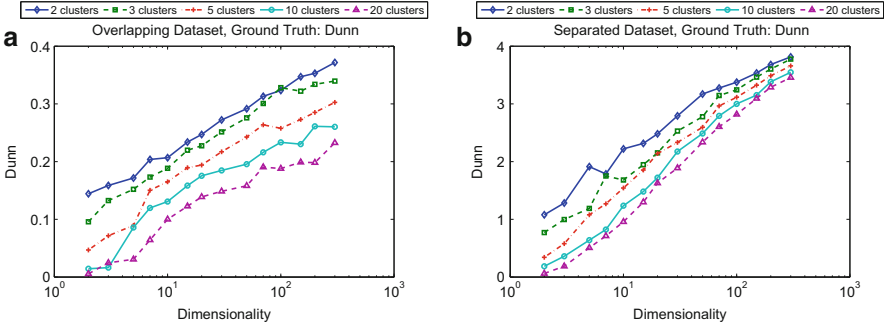 2 clusters 3 clusters 5 clusters 10 clusters 20 clusters
a
Overlapping Dataset, Ground Truth: Dunn
0.4
0.3
0.2
0.1
0
Dunn
10^0 10^1 10^2 10^3
Dimensionality
2 clusters 3 clusters 5 clusters 10 clusters 20 clusters
b
Separated Dataset, Ground Truth: Dunn
4
3
2
1
0
Dunn
10^0 10^1 10^2 10^3
Dimensionality